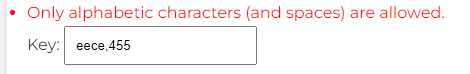 • Only alphabetic characters (and spaces) are allowed.
Key: eece,455